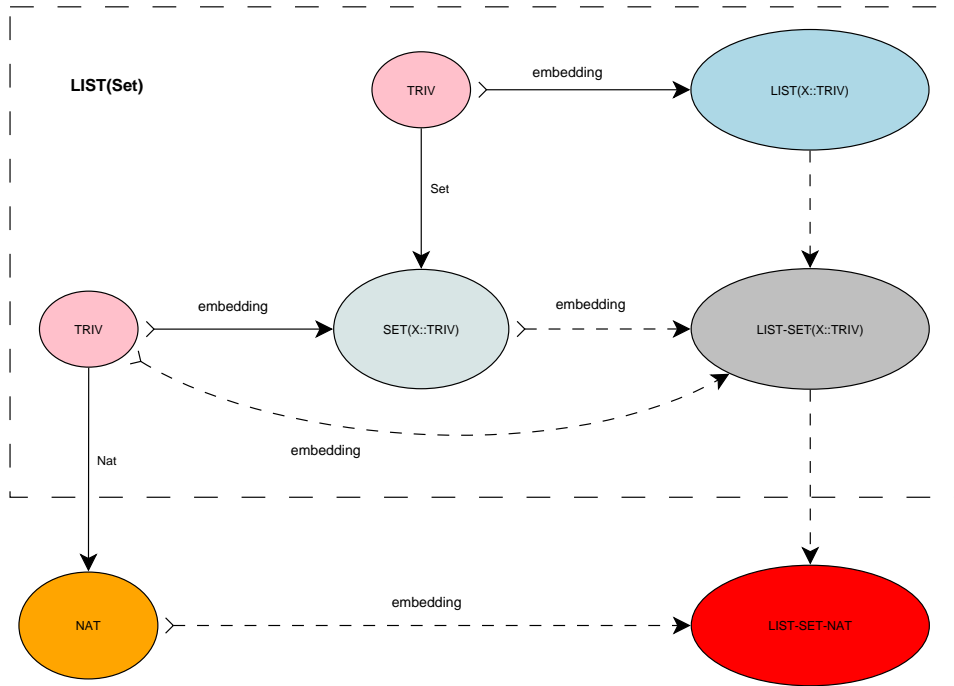 embedding
LIST(Set)
TRIV
LIST(X::TRIV)
Set
embedding
embedding
TRIV
SET(X::TRIV)
LIST-SET(X::TRIV)
embedding
Nat
embedding
NAT
LIST-SET-NAT